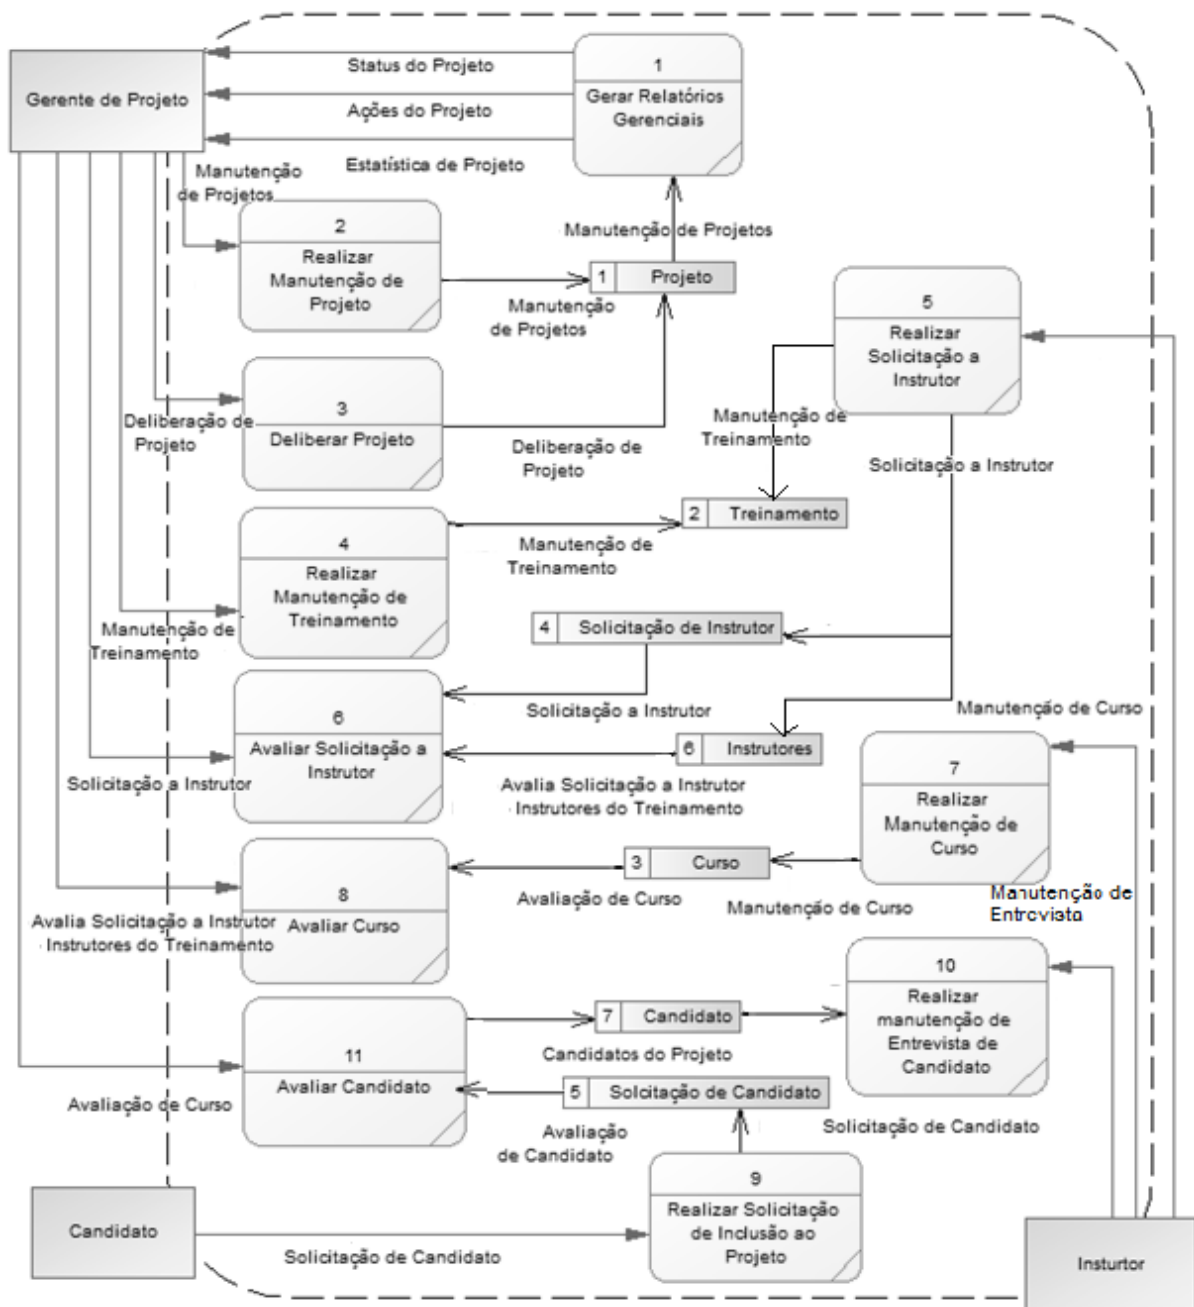 Status do Projeto
1
Gerente de Projeto
Gerar Relatórios
Gerenciais
Ações do Projeto
Estatística de Projeto
Manutenção
de Projetos
2
Realizar
Manutenção de
Projeto
Manutenção de Projetos
1 Projeto
Manutenção
de Projetos
5
Realizar
Solicitação a
Instrutor
3
Deliberar Projeto
Deliberação de
Projeto
Deliberação de
Projeto
Manutenção de
Treinamento
Solicitação a Instrutor
2 Treinamento
4
Realizar
Manutenção de
Treinamento
Manutenção de
Treinamento
Manutenção de
Treinamento
4 Solicitação de Instrutor
6
Avaliar Solicitação a
Instrutor
Solicitação a Instrutor
Manutenção de Curso
6 Instrutores
Solicitação a Instrutor
Avalia Solicitação a Instrutor
Instrutores do Treinamento
7
Realizar
Manutenção de
Curso
3 Curso
8
Avaliar Curso
Avaliação de Curso
Manutenção de Curso
Manutenção de
Entrevista
Avalia Solicitação a Instrutor
Instrutores do Treinamento
10
Realizar
manutenção de
Entrevista de
Candidato
7 Candidato
11
Avaliar Candidato
Candidatos do Projeto
5 Solcitação de Candidato
Avaliação de Curso
Avaliação
de Candidato
Solicitação de Candidato
9
Realizar Solicitação
de Inclusão ao
Projeto
Candidato
Solicitação de Candidato
Insturtor